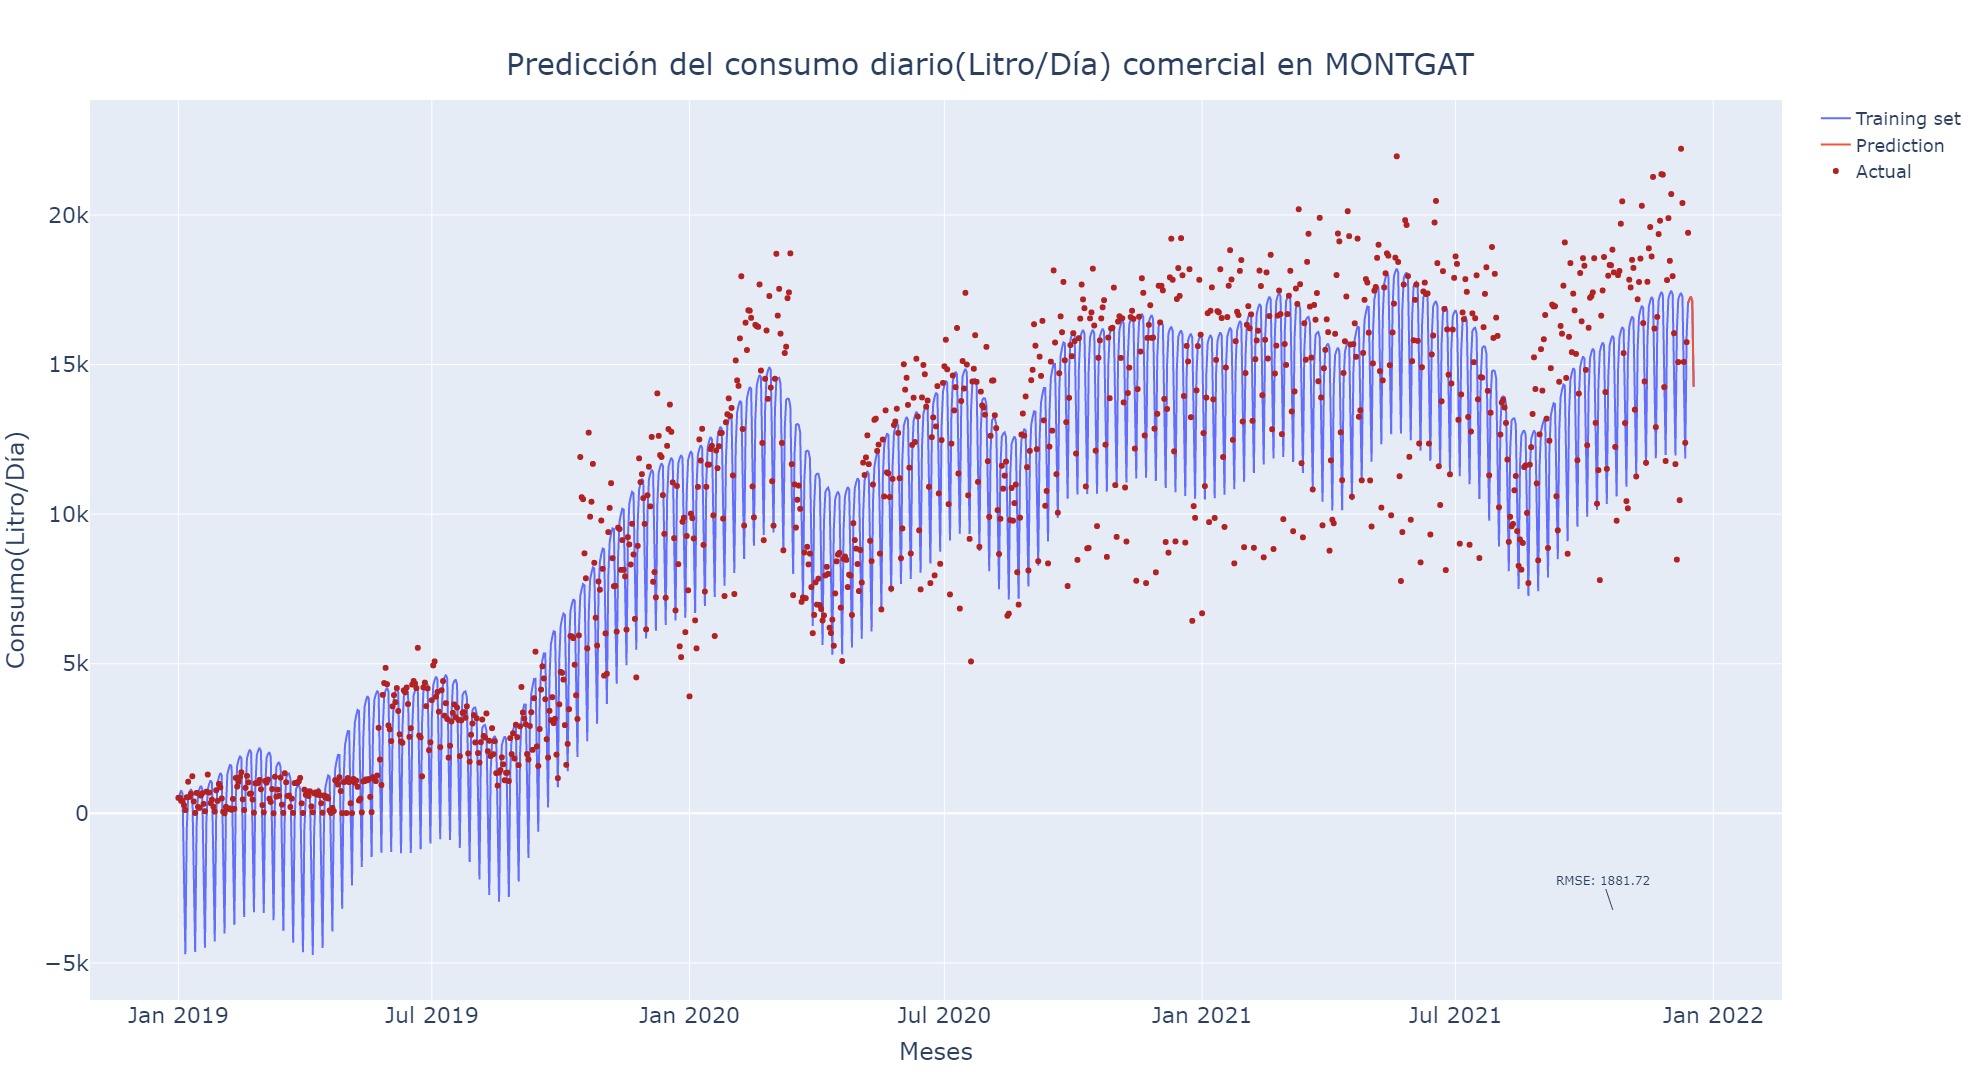 Predicción del consumo diario(Litro/Día) comercial en MONTGAT
Training set
Prediction
Actual
Consumo(Litro/Día)
20k
15k
10k
5k
0
−5k
RMSE: 1881.72
Jan 2019
Jul 2019
Jan 2020
Jul 2020
Jan 2021
Jul 2021
Jan 2022
Meses